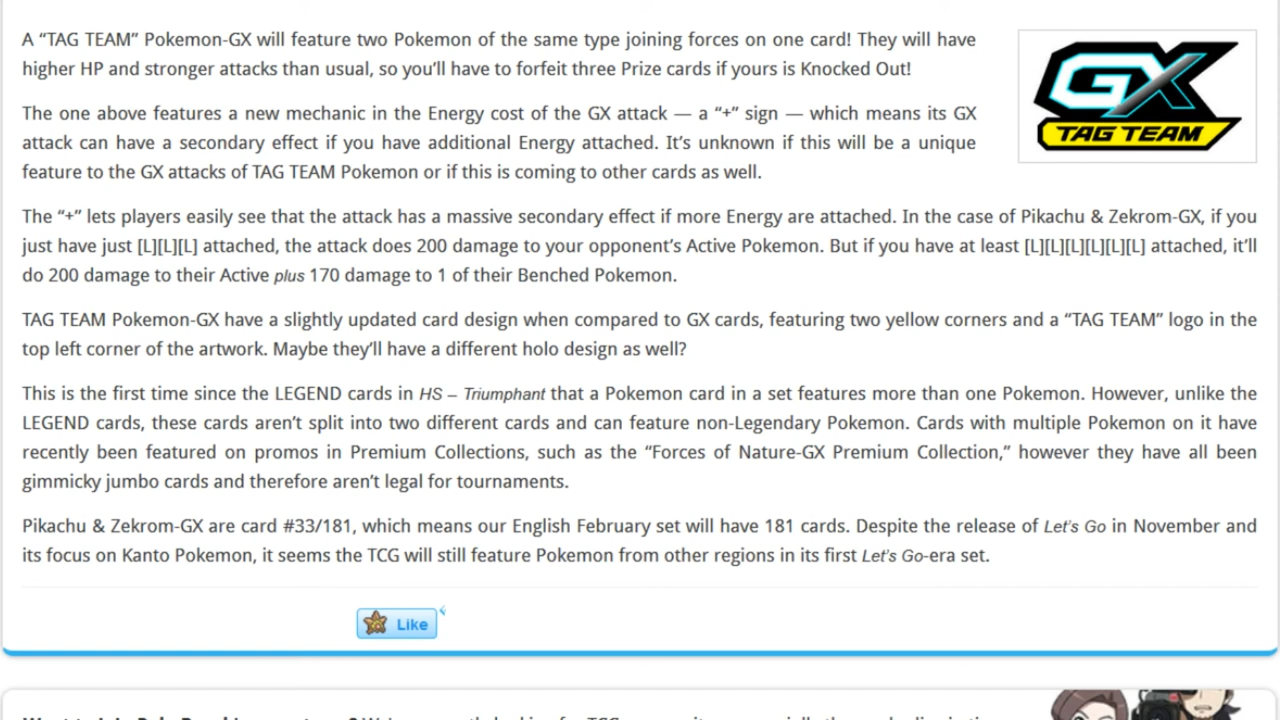 A “TAG TEAM” Pokemon-GX will feature two Pokemon of the same type joining forces on one card! They will have
higher HP and stronger attacks than usual, so you’ll have to forfeit three Prize cards if yours is Knocked Out!
GX
TAG TEAM
The one above features a new mechanic in the Energy cost of the GX attack — a “+” sign — which means its GX
attack can have a secondary effect if you have additional Energy attached. It’s unknown if this will be a unique
feature to the GX attacks of TAG TEAM Pokemon or if this is coming to other cards as well.
The “+” lets players easily see that the attack has a massive secondary effect if more Energy are attached. In the case of Pikachu & Zekrom-GX, if you
just have just [L][L][L] attached, the attack does 200 damage to your opponent’s Active Pokemon. But if you have at least [L][L][L][L][L][L] attached, it’ll
do 200 damage to their Active plus 170 damage to 1 of their Benched Pokemon.
TAG TEAM Pokemon-GX have a slightly updated card design when compared to GX cards, featuring two yellow corners and a “TAG TEAM” logo in the
top left corner of the artwork. Maybe they’ll have a different holo design as well?
This is the first time since the LEGEND cards in HS – Triumphant that a Pokemon card in a set features more than one Pokemon. However, unlike the
LEGEND cards, these cards aren’t split into two different cards and can feature non-Legendary Pokemon. Cards with multiple Pokemon on it have
recently been featured on promos in Premium Collections, such as the “Forces of Nature-GX Premium Collection,” however they have all been
gimmicky jumbo cards and therefore aren’t legal for tournaments.
Pikachu & Zekrom-GX are card #33/181, which means our English February set will have 181 cards. Despite the release of Let’s Go in November and
its focus on Kanto Pokemon, it seems the TCG will still feature Pokemon from other regions in its first Let’s Go-era set.
Like